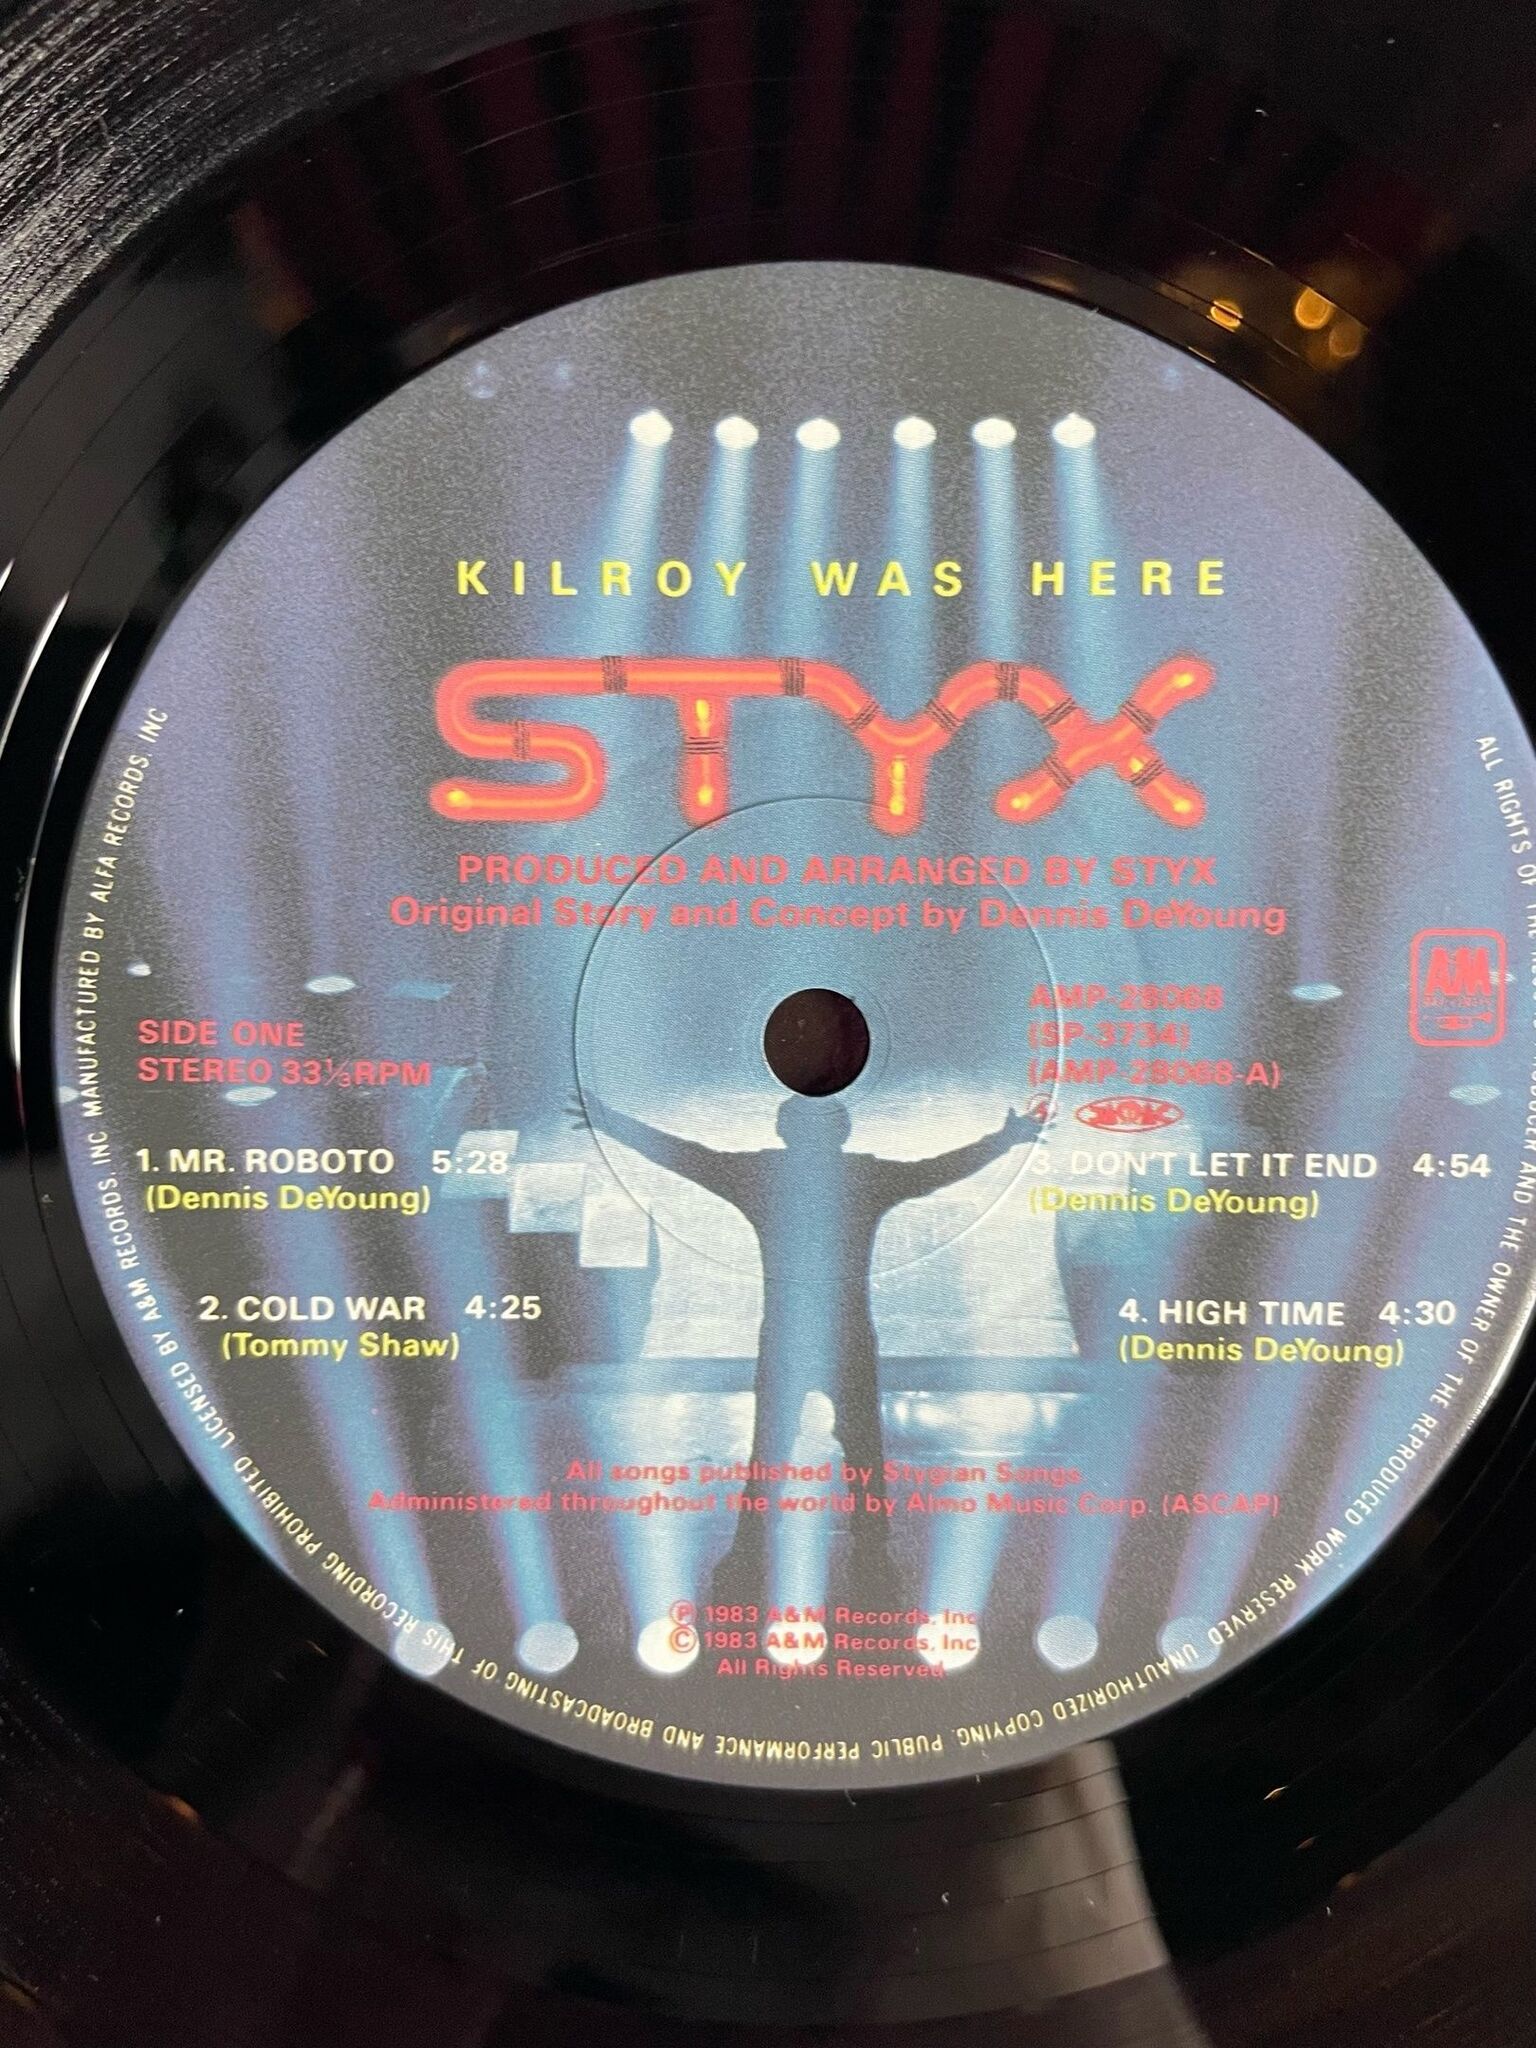 KILROY WAS HERE
STYX
PRODUCED AND ARRANGED BY STYX
Original Story and Concept by Dennis DeYoung
SIDE ONE
STEREO 33⅓ RPM
AMP-28068
(SP-3734)
(AMP-28068-A)
A&M
1. MR. ROBOTO 5:28
(Dennis DeYoung)
2. COLD WAR 4:25
(Tommy Shaw)
3. DON'T LET IT END 4:54
(Dennis DeYoung)
4. HIGH TIME 4:30
(Dennis DeYoung)
All songs published by Stygian Songs
Administered throughout the world by Almo Music Corp. (ASCAP)
Ⓟ 1983 A&M Records, Inc.
© 1983 A&M Records, Inc.
All Rights Reserved
ALL RIGHTS OF THE PRODUCER AND THE OWNER OF THE REPRODUCED WORK RESERVED UNAUTHORIZED COPYING. PUBLIC PERFORMANCE AND BROADCASTING OF THIS RECORDING PROHIBITED LICENSED BY A&M RECORDS, INC MANUFACTURED BY ALFA RECORDS, INC